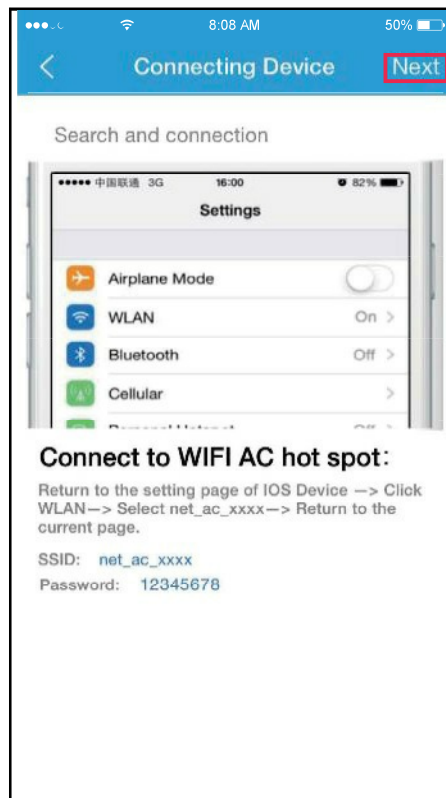 8:08 AM 50%
< Connecting Device Next
Search and connection
中国联通 3G 16:00 82%
Settings
Airplane Mode
WLAN On >
Bluetooth Off >
Cellular >
Connect to WIFI AC hot spot:
Return to the setting page of IOS Device —> Click
WLAN—> Select net_ac_xxxx—> Return to the
current page.
SSID: net_ac_xxxx
Password: 12345678